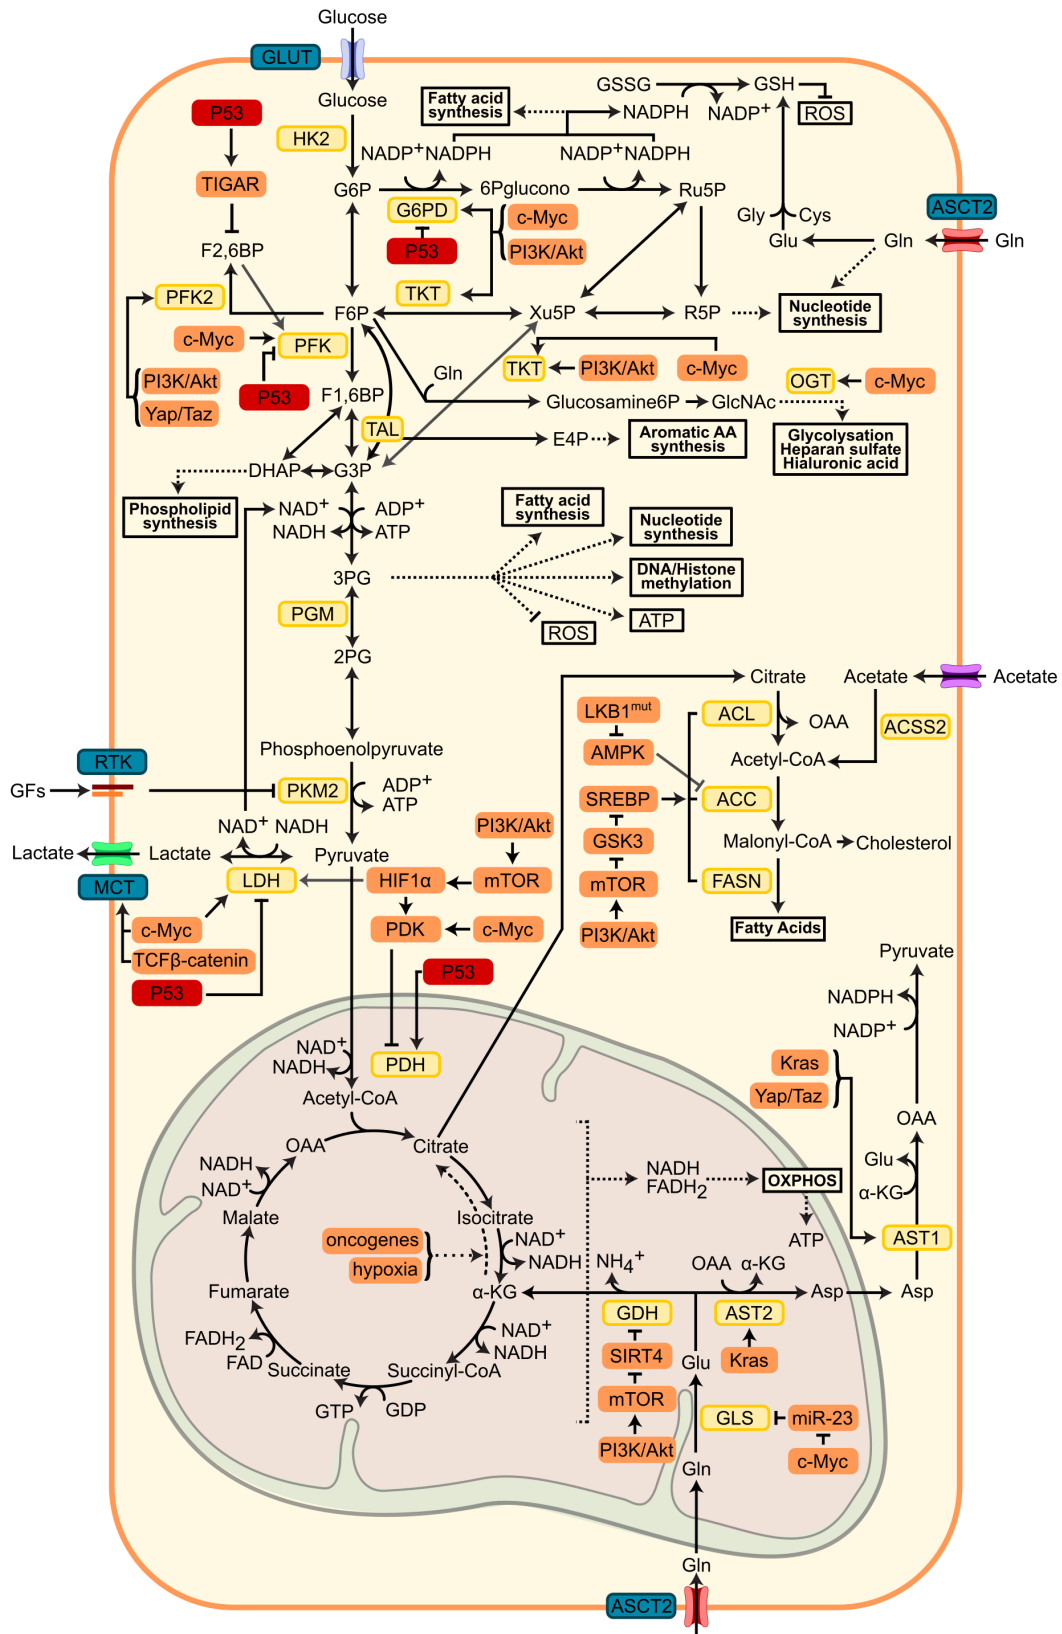 Glucose
GLUT
Glucose
GSSG
GSH
Fatty acid
synthesis
NADPH
NADP+
ROS
P53
HK2
NADP+
NADPH
NADP+
NADPH
TIGAR
G6P
6Pglucono
Ru5P
G6PD
c-Myc
Gly
Cys
ASCT2
P53
PI3K/Akt
Glu
Gln
Gln
F2,6BP
PFK2
TKT
F6P
Xu5P
R5P
Nucleotide
synthesis
c-Myc
PFK
TKT
PI3K/Akt
c-Myc
OGT
c-Myc
PI3K/Akt
P53
Gln
Yap/Taz
F1,6BP
Glucosamine6P
GlcNAc
TAL
E4P
Aromatic AA
synthesis
Glycolysation
Heparan sulfate
Hialuronic acid
DHAP
G3P
Phospholipid
synthesis
NAD+
ADP+
NADH
ATP
Fatty acid
synthesis
Nucleotide
synthesis
3PG
DNA/Histone
methylation
PGM
ATP
ROS
2PG
Citrate
Acetate
Acetate
LKB1mut
ACL
OAA
ACSS2
AMPK
Phosphoenolpyruvate
Acetyl-CoA
RTK
GFs
PKM2
ADP+
ATP
SREBP
ACC
NAD+
NADH
PI3K/Akt
GSK3
Malonyl-CoA
Cholesterol
Lactate
Lactate
Pyruvate
MCT
LDH
HIF1α
mTOR
mTOR
FASN
c-Myc
PDK
c-Myc
PI3K/Akt
Fatty Acids
TCFβ-catenin
P53
P53
Pyruvate
NADPH
NADP+
NAD+
NADH
PDH
Kras
Yap/Taz
Acetyl-CoA
OAA
OAA
Citrate
Glu
α-KG
NADH
NAD+
NADH
FADH2
OXPHOS
Malate
Isocitrate
oncogenes
hypoxia
NAD+
NADH
ATP
AST1
NH4+
OAA
α-KG
Fumarate
α-KG
Asp
Asp
GDH
AST2
FADH2
FAD
NAD+
NADH
SIRT4
Glu
Kras
Succinate
Succinyl-CoA
mTOR
GTP
GDP
GLS
miR-23
PI3K/Akt
c-Myc
Gln
Gln
ASCT2